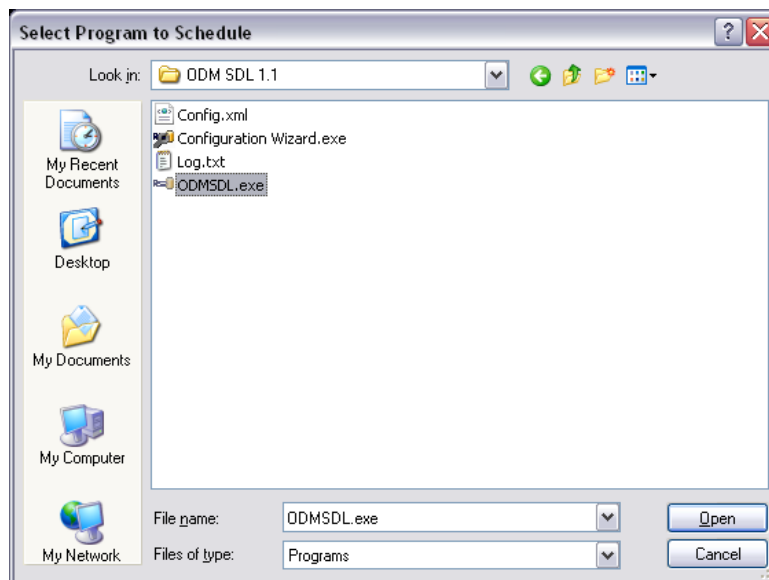 Select Program to Schedule
Look in:
ODM SDL 1.1
Config.xml
Configuration Wizard.exe
Log.txt
ODMSDL.exe
My Recent
Documents
Desktop
My Documents
My Computer
My Network
File name:
ODMSDL.exe
Open
Files of type:
Programs
Cancel